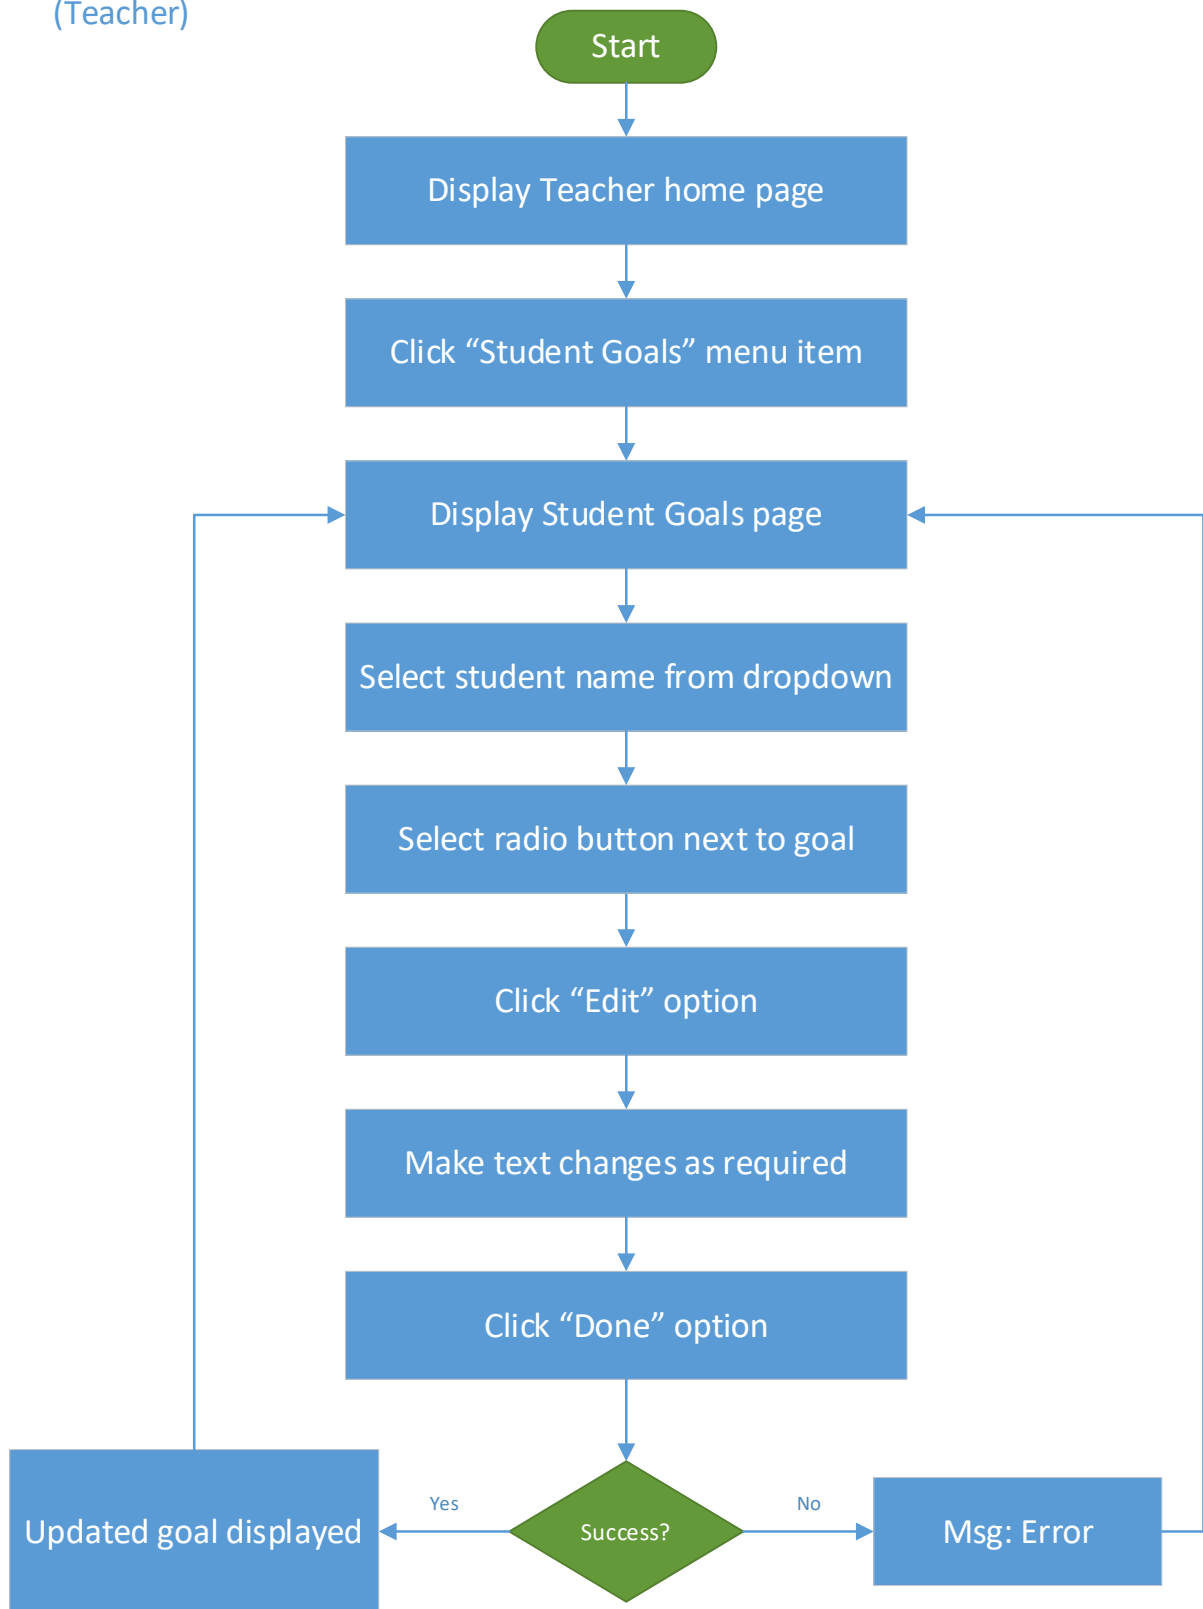 (Teacher)
Start
Display Teacher home page
Click “Student Goals” menu item
Display Student Goals page
Select student name from dropdown
Select radio button next to goal
Click “Edit” option
Make text changes as required
Click “Done” option
Yes
No
Updated goal displayed
Success?
Msg: Error